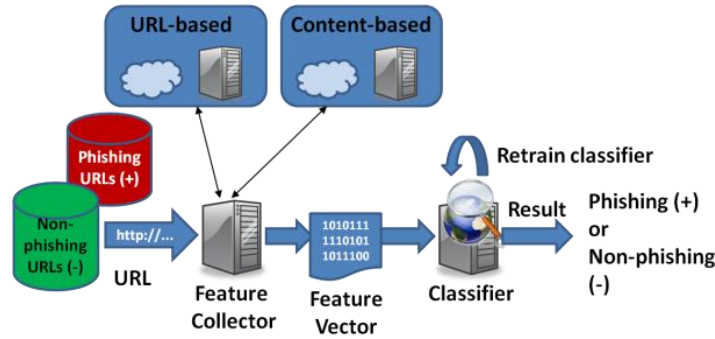 URL-based
Content-based
Phishing
URLs (+)
Non-
phishing
URLs (-)
http://...
URL
Feature
Collector
1010111
1110101
1011100
Feature
Vector
Retrain classifier
Classifier
Result
Phishing (+)
or
Non-phishing
(-)